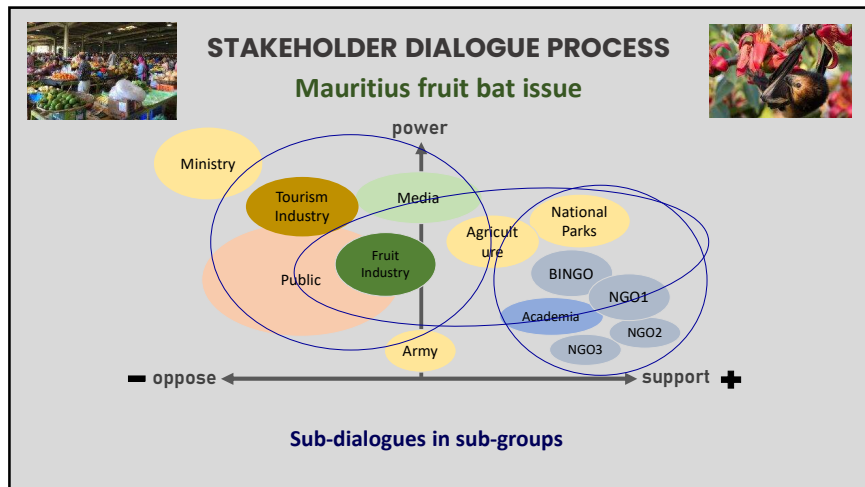 STAKEHOLDER DIALOGUE PROCESS
Mauritius fruit bat issue
power
Ministry
Tourism
Industry
Media
National
Parks
Agricult
ure
Fruit
Industry
Public
BINGO
NGO1
Academia
NGO2
NGO3
Army
- oppose
support +
Sub-dialogues in sub-groups